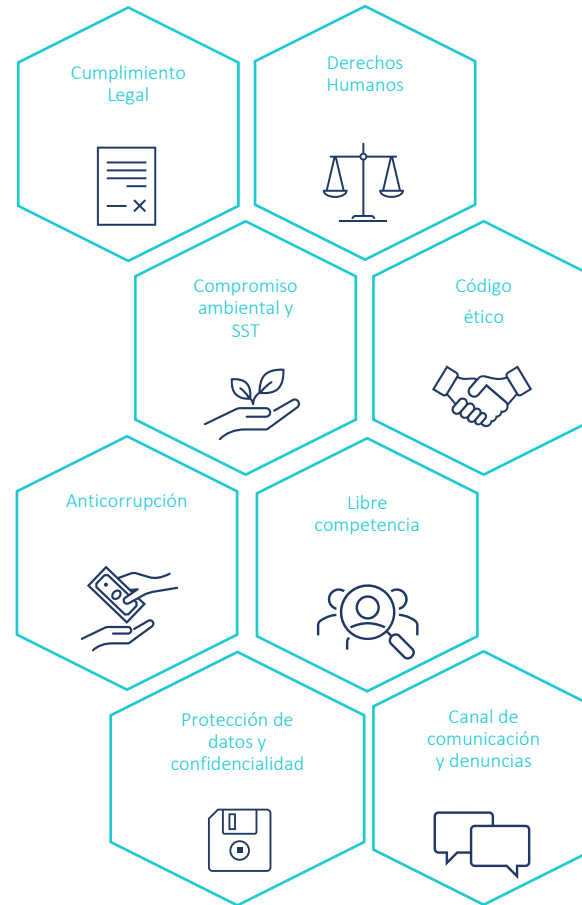 Cumplimiento
Legal
Derechos
Humanos
Compromiso
ambiental y
SST
Código
ético
Anticorrupción
Libre
competencia
Protección de
datos y
confidencialidad
Canal de
comunicación
y denuncias